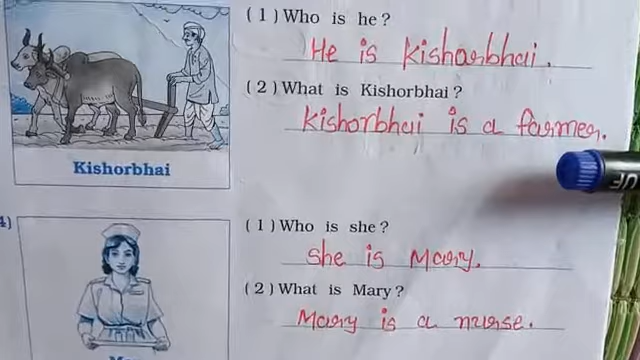 ( 1 ) Who is he ?
He is Kishorbhai.
( 2 ) What is Kishorbhai ?
Kishorbhai is a farmer.
Kishorbhai
4)
( 1 ) Who is she ?
She is Mary.
( 2 ) What is Mary ?
Mary is a nurse.
UF